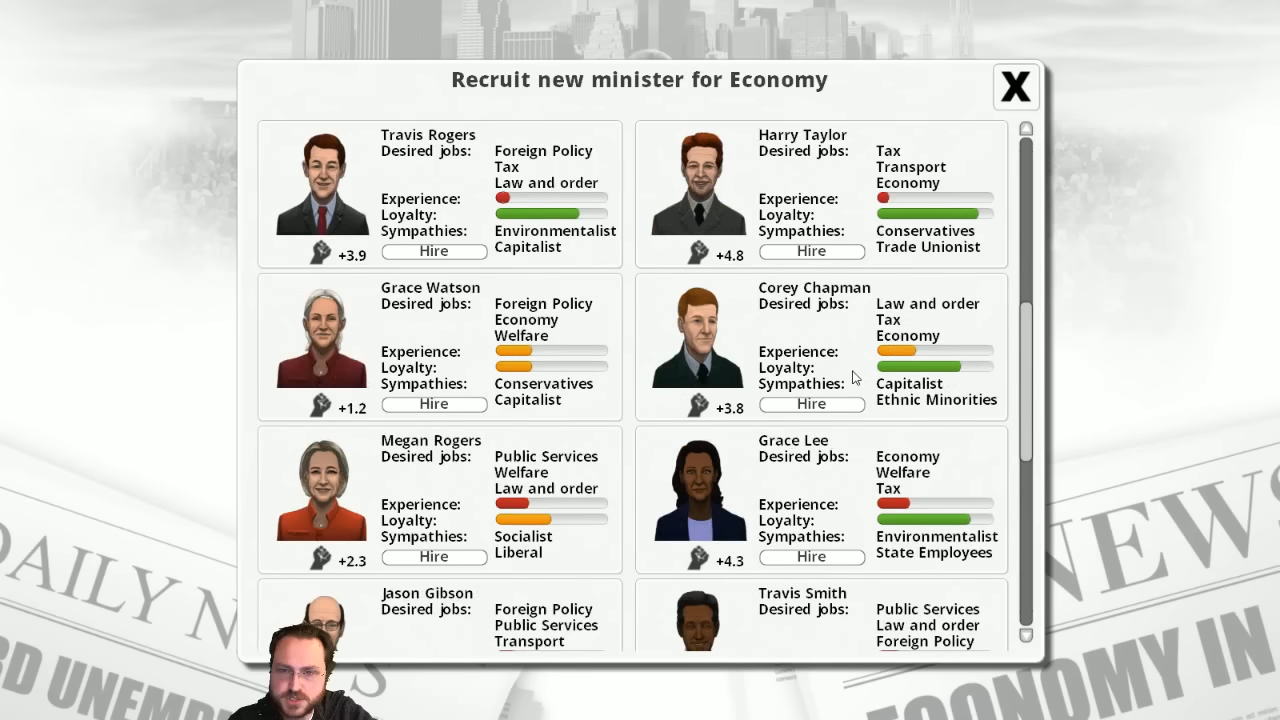 Recruit new minister for Economy
X
Travis Rogers
Desired jobs: Foreign Policy
Tax
Law and order
Experience:
Loyalty:
Sympathies: Environmentalist
Capitalist
+3.9 Hire
Harry Taylor
Desired jobs: Tax
Transport
Economy
Experience:
Loyalty:
Sympathies: Conservatives
Trade Unionist
+4.8 Hire
Grace Watson
Desired jobs: Foreign Policy
Economy
Welfare
Experience:
Loyalty:
Sympathies: Conservatives
Capitalist
+1.2 Hire
Corey Chapman
Desired jobs: Law and order
Tax
Economy
Experience:
Loyalty:
Sympathies: Capitalist
Ethnic Minorities
+3.8 Hire
Megan Rogers
Desired jobs: Public Services
Welfare
Law and order
Experience:
Loyalty:
Sympathies: Socialist
Liberal
+2.3 Hire
Grace Lee
Desired jobs: Economy
Welfare
Tax
Experience:
Loyalty:
Sympathies: Environmentalist
State Employees
+4.3 Hire
Jason Gibson
Desired jobs: Foreign Policy
Public Services
Transport
Travis Smith
Desired jobs: Public Services
Law and order
Foreign Policy
DAILY N
NEWS
ECONOMY IN